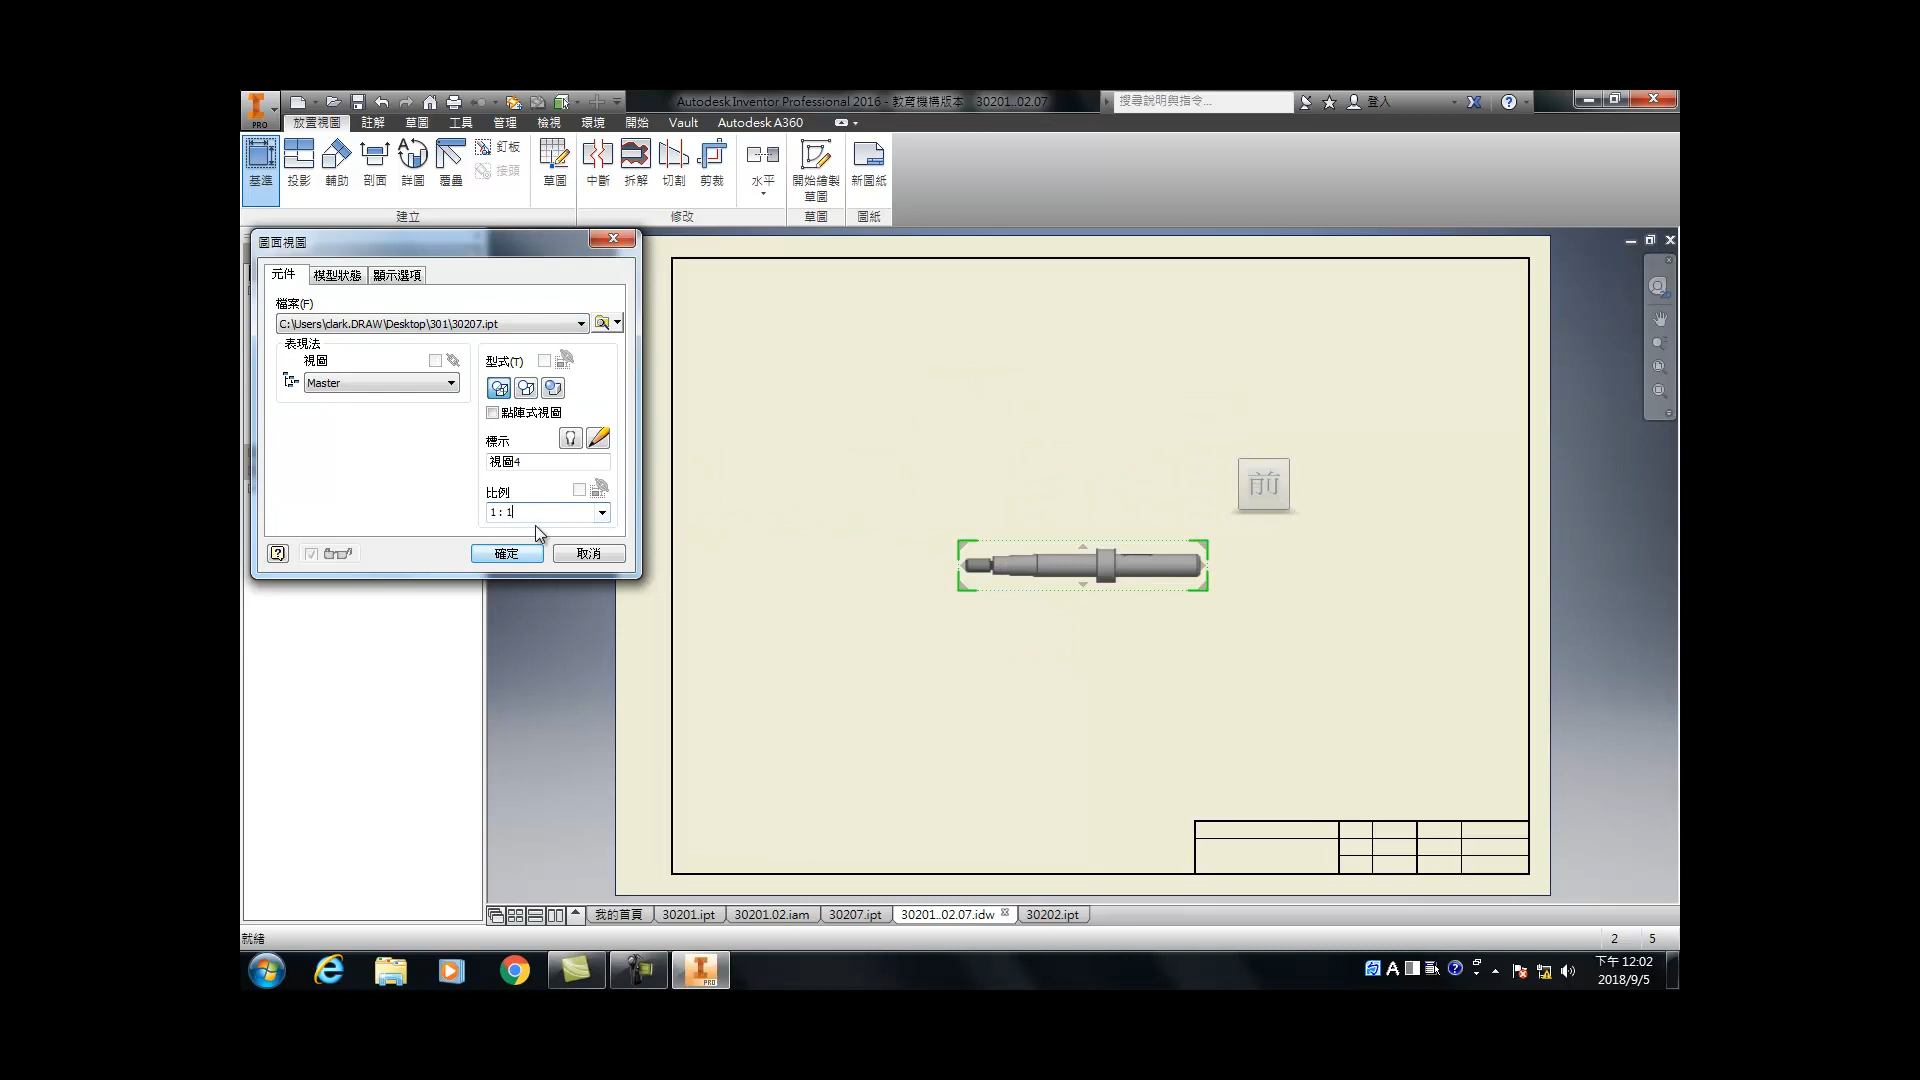 Autodesk Inventor Professional 2016 - 教育機構版本 30201..02.07
搜尋說明與指令...
登入
PRO
放置視圖 註解 草圖 工具 管理 檢視 環境 開始 Vault Autodesk A360
基準 投影 輔助 剖面 詳圖 覆疊 釘板 接頭 草圖 中斷 拆解 切割 剪裁 水平 開始繪製草圖 新圖紙
建立 修改 草圖 圖紙
圖面視圖
元件 模型狀態 顯示選項
檔案(F)
C:\Users\clark.DRAW\Desktop\301\30207.ipt
表現法
視圖
Master
型式(T)
點陣式視圖
標示
視圖4
比例
1 : 1
確定 取消
前
2D
我的首頁 30201.ipt 30201.02.iam 30207.ipt 30201..02.07.idw 30202.ipt
就緒
2 5
PRO
A
下午 12:02
2018/9/5